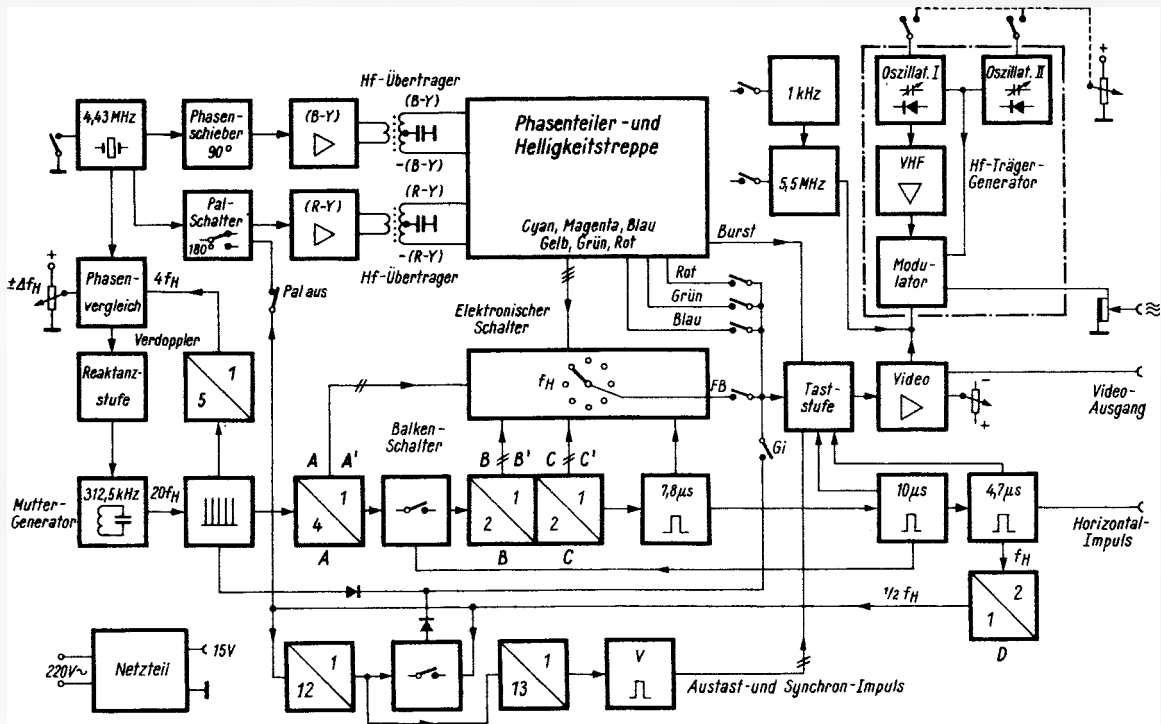 4,43 MHz
Phasen-
schieber
90°
(B-Y)
Hf-Übertrager
(B-Y)
-(B-Y)
Phasenteiler- und
Helligkeitstreppe
Cyan, Magenta, Blau
Gelb, Grün, Rot
1 kHz
5,5 MHz
Oszillat. I
Oszillat. II
+
VHF
Hf-Träger-
Generator
Modu-
lator
Pal-
Schalter
180°
(R-Y)
(R-Y)
-(R-Y)
Hf-Übertrager
Burst
Rot
Grün
Blau
+
±Δf_H
Phasen-
vergleich
4f_H
Pal aus
Elektronischer
Schalter
Verdoppler
Reaktanz-
stufe
1
5
f_H
FB
Tast-
stufe
Video
-
+
Video-
Ausgang
Balken-
Schalter
Gi
A A'
B B'
C C'
Mutter-
Generator
312,5 kHz
20f_H
1
4
A
1
2
B
1
2
C
7,8 µs
10 µs
4,7 µs
Horizontal-
Impuls
f_H
1/2 f_H
2
1
D
220V~
Netzteil
15V
1
12
1
13
V
Austast- und Synchron-Impuls